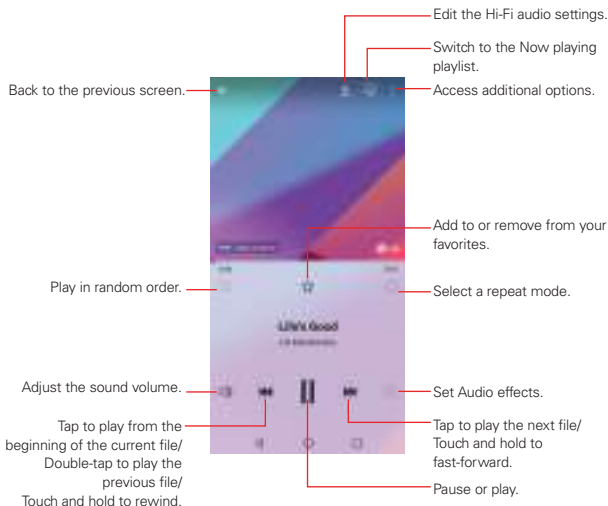 Edit the Hi-Fi audio settings.
Switch to the Now playing
playlist.
Back to the previous screen.
Access additional options.
Add to or remove from your
favorites.
Play in random order.
Select a repeat mode.
Life's Good
Adjust the sound volume.
Set Audio effects.
Tap to play from the
beginning of the current file/
Double-tap to play the
previous file/
Touch and hold to rewind.
Tap to play the next file/
Touch and hold to
fast-forward.
Pause or play.